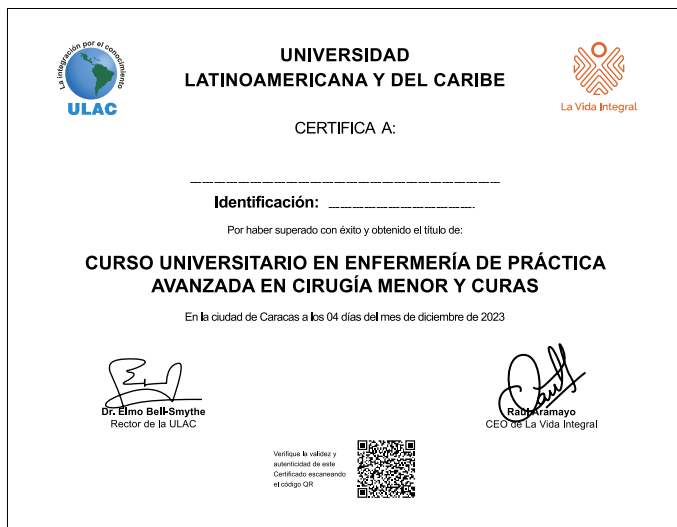 La integración por el conocimiento
ULAC
UNIVERSIDAD
LATINOAMERICANA Y DEL CARIBE
La Vida Integral
CERTIFICA A:
Identificación:
Por haber superado con éxito y obtenido el título de:
CURSO UNIVERSITARIO EN ENFERMERÍA DE PRÁCTICA
AVANZADA EN CIRUGÍA MENOR Y CURAS
En la ciudad de Caracas a los 04 días del mes de diciembre de 2023
Dr. Elmo Bell-Smythe
Rector de la ULAC
Raúl Aramayo
CEO de La Vida Integral
Verifique la validez y
autenticidad de este
Certificado escaneando
el código QR